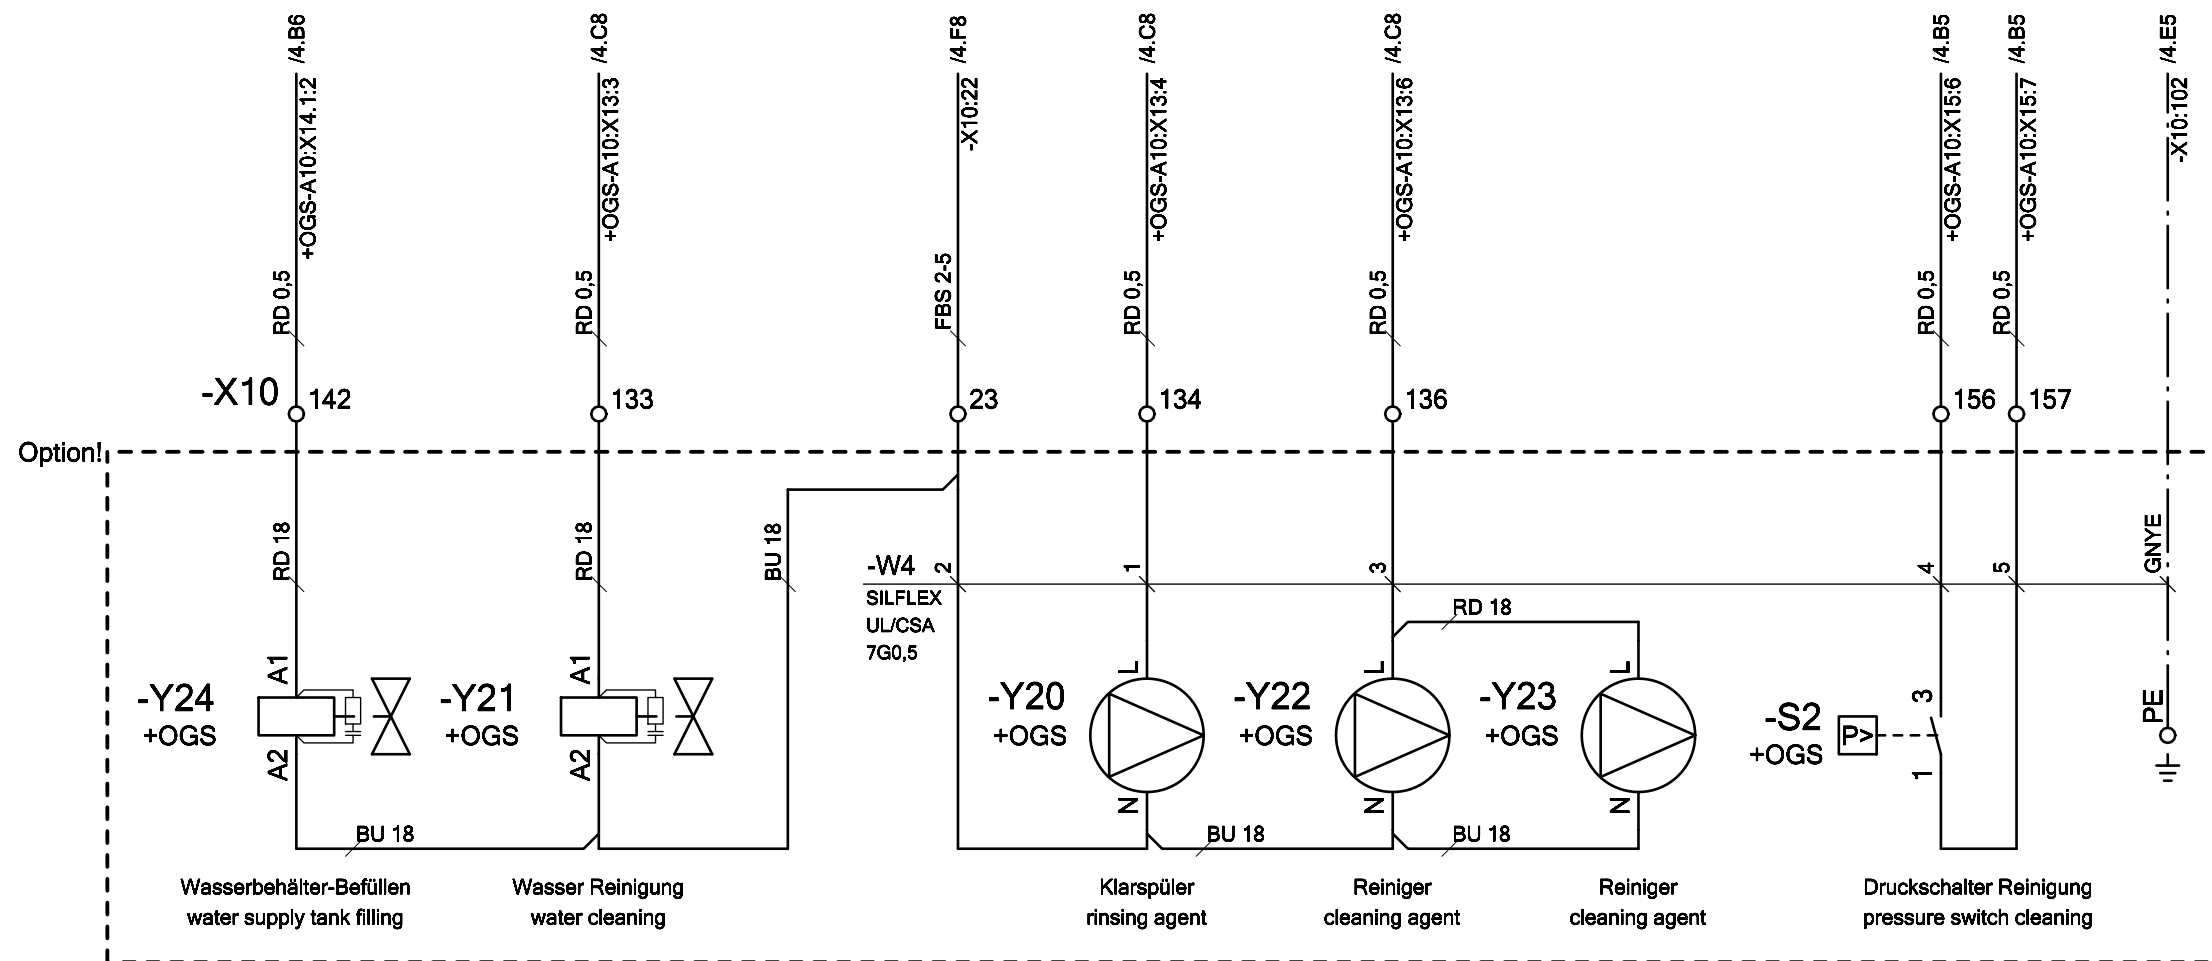 /4.B6
/4.C8
/4.F8
/4.C8
/4.C8
/4.B5
/4.B5
/4.E5
+OGS-A10:X14.1:2
+OGS-A10:X13:3
-X10:22
+OGS-A10:X13:4
+OGS-A10:X13:6
+OGS-A10:X15:6
+OGS-A10:X15:7
-X10:102
RD 0,5
RD 0,5
FBS 2-5
RD 0,5
RD 0,5
RD 0,5
RD 0,5
-X10
142
133
23
134
136
156
157
Option!
RD 18
RD 18
BU 18
-W4
SILFLEX
UL/CSA
7G0,5
2
1
3
4
5
GNYE
RD 18
A1
A1
L
L
L
3
-Y24
+OGS
-Y21
+OGS
-Y20
+OGS
-Y22
+OGS
-Y23
+OGS
-S2
+OGS
P>
PE
A2
A2
N
N
N
1
BU 18
BU 18
BU 18
Wasserbehälter-Befüllen
water supply tank filling
Wasser Reinigung
water cleaning
Klarspüler
rinsing agent
Reiniger
cleaning agent
Reiniger
cleaning agent
Druckschalter Reinigung
pressure switch cleaning